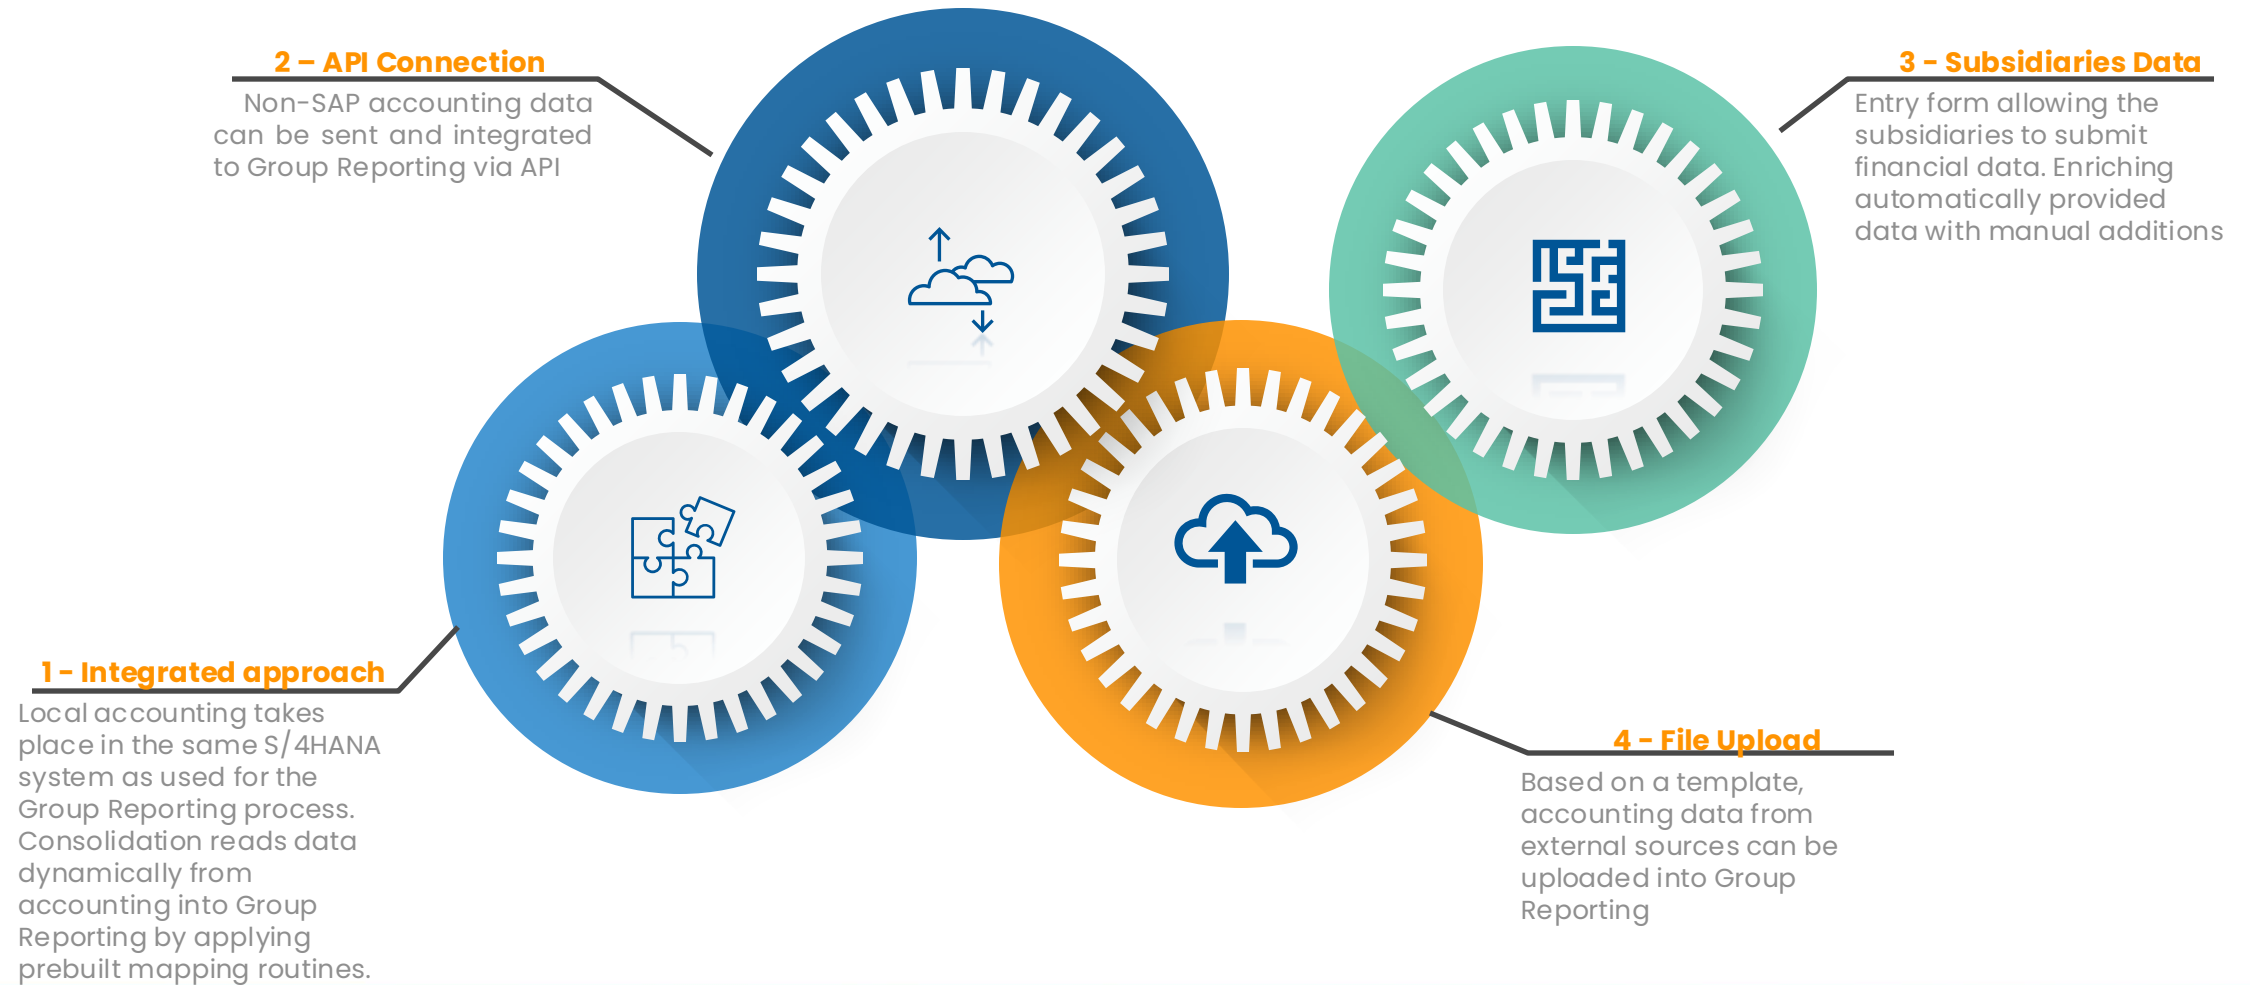 2 – API Connection
Non-SAP accounting data
can be sent and integrated
to Group Reporting via API
3 - Subsidiaries Data
Entry form allowing the
subsidiaries to submit
financial data. Enriching
automatically provided
data with manual additions
1 - Integrated approach
Local accounting takes
place in the same S/4HANA
system as used for the
Group Reporting process.
Consolidation reads data
dynamically from
accounting into Group
Reporting by applying
prebuilt mapping routines.
4 - File Upload
Based on a template,
accounting data from
external sources can be
uploaded into Group
Reporting